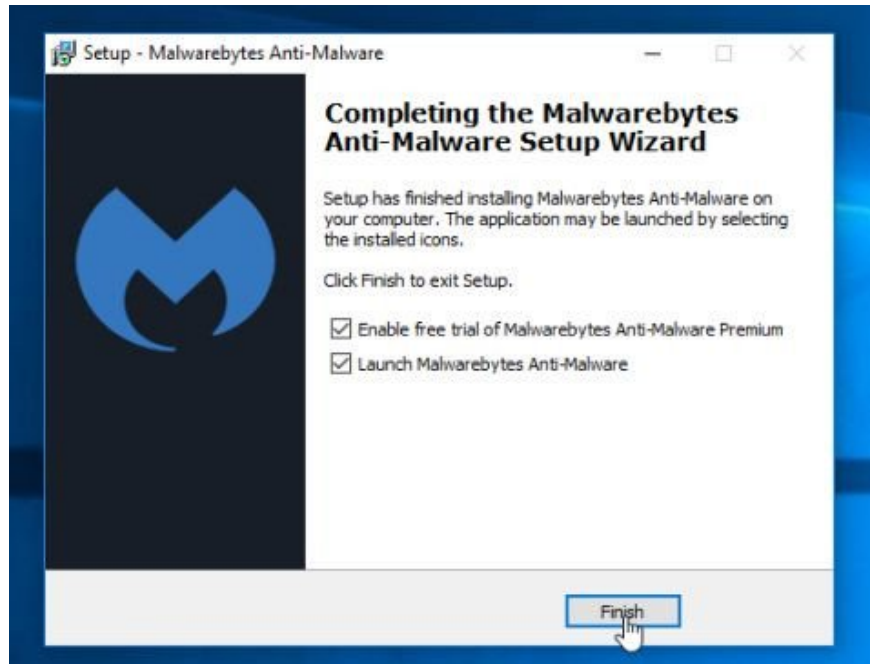 Setup - Malwarebytes Anti-Malware
Completing the Malwarebytes
Anti-Malware Setup Wizard
Setup has finished installing Malwarebytes Anti-Malware on
your computer. The application may be launched by selecting
the installed icons.
Click Finish to exit Setup.
Enable free trial of Malwarebytes Anti-Malware Premium
Launch Malwarebytes Anti-Malware
Finish